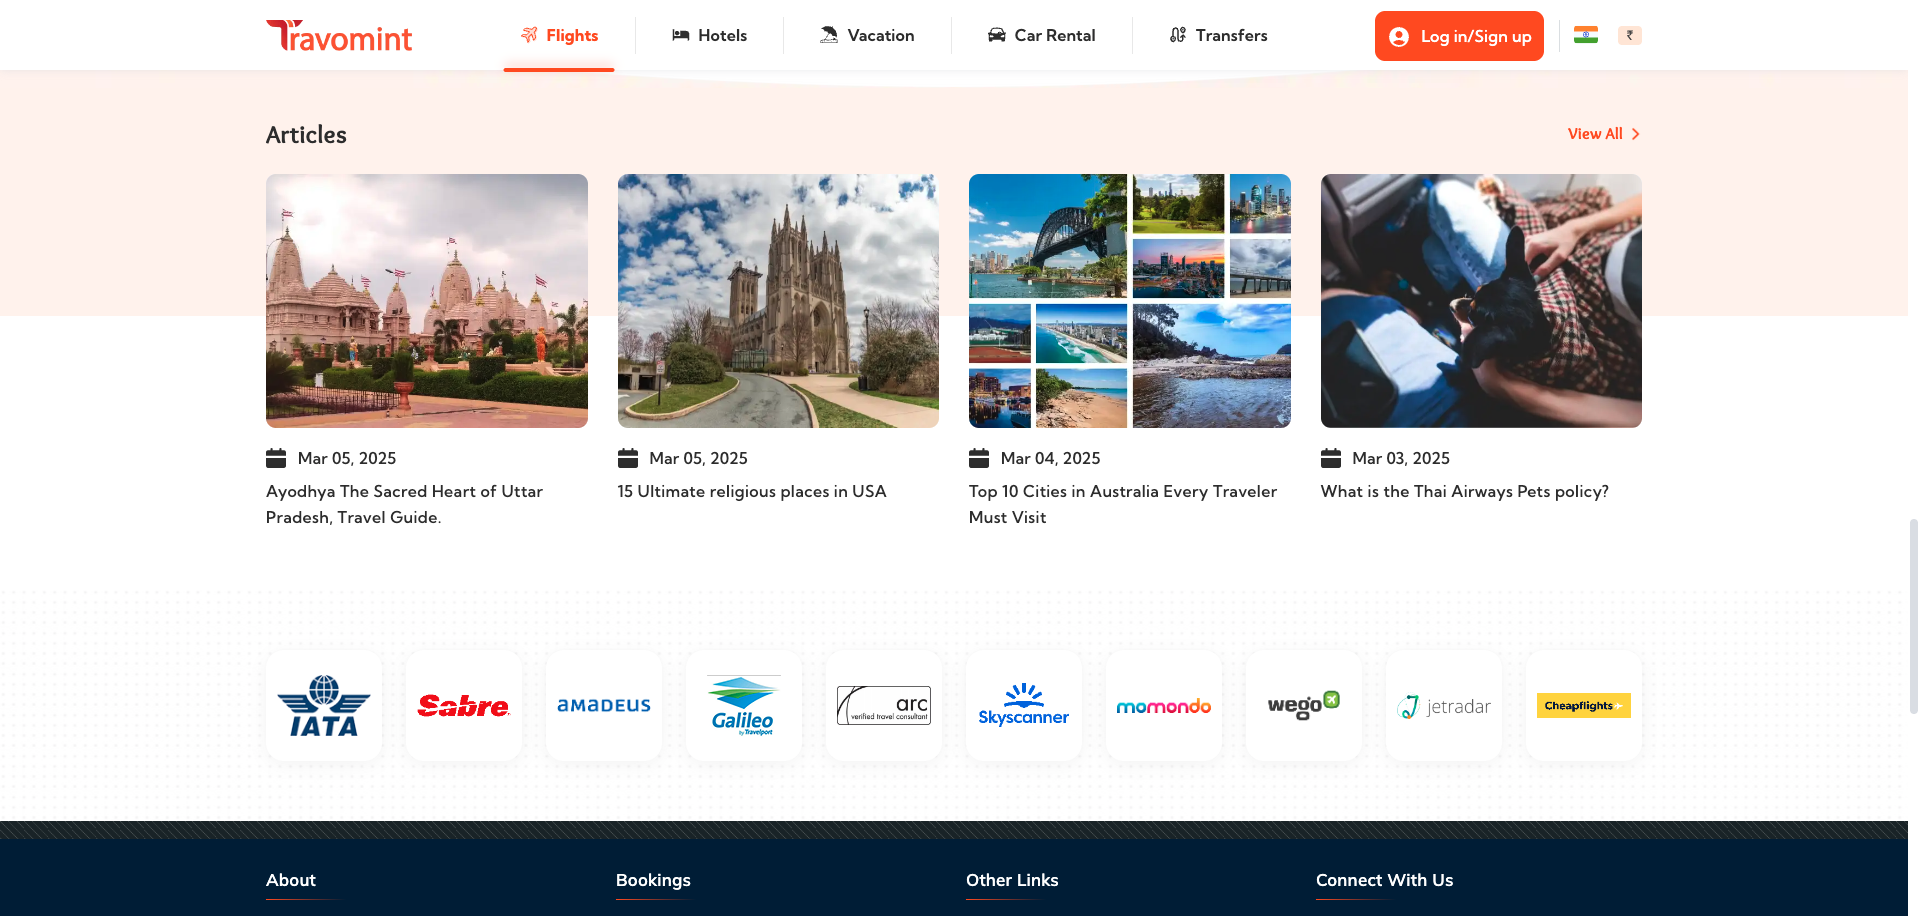 Travomint
Flights
Hotels
Vacation
Car Rental
Transfers
Log in/Sign up
₹
Articles
View All
Mar 05, 2025
Ayodhya The Sacred Heart of Uttar
Pradesh, Travel Guide.
Mar 05, 2025
15 Ultimate religious places in USA
Mar 04, 2025
Top 10 Cities in Australia Every Traveler
Must Visit
Mar 03, 2025
What is the Thai Airways Pets policy?
IATA
Sabre
amadeus
Galileo
by Travelport
arc
verified travel consultant
Skyscanner
momondo
wego
jetradar
Cheapflights
About
Bookings
Other Links
Connect With Us